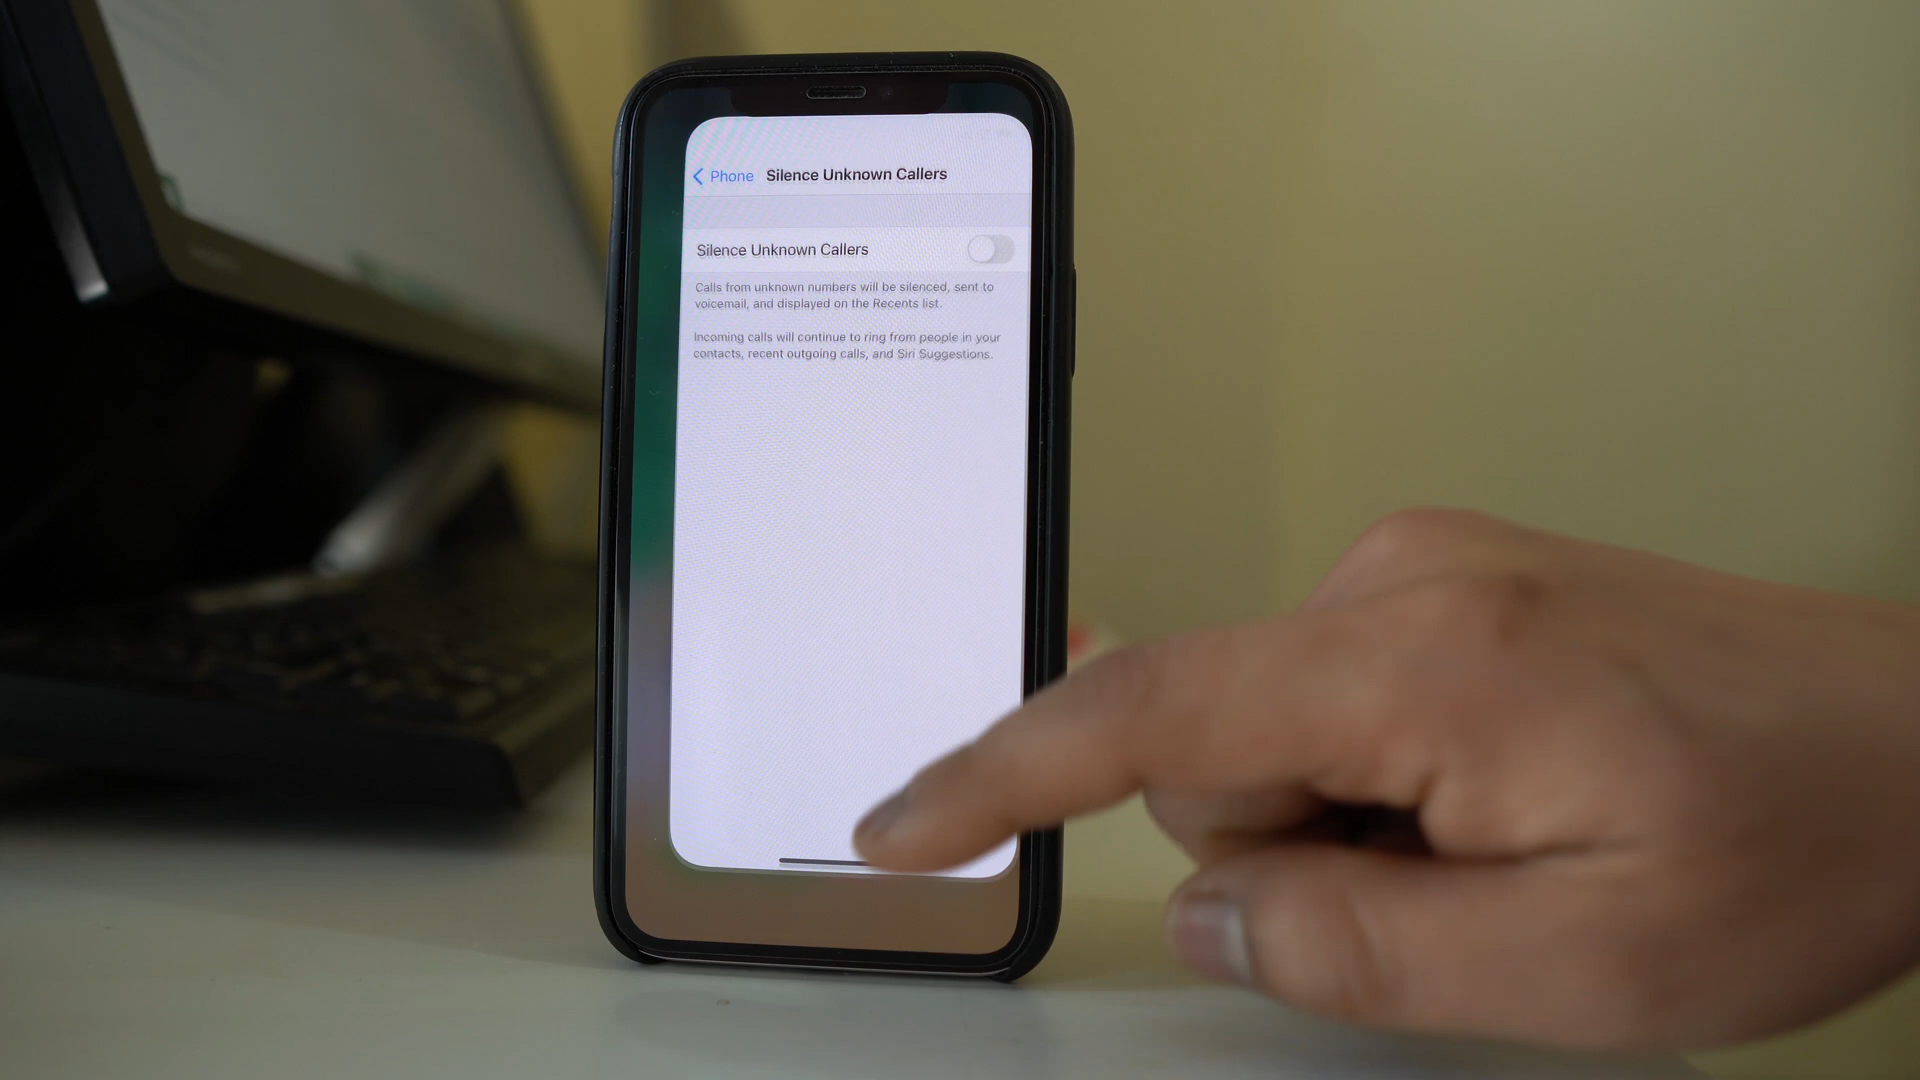 Phone Silence Unknown Callers
Silence Unknown Callers
Calls from unknown numbers will be silenced, sent to
voicemail, and displayed on the Recents list.
Incoming calls will continue to ring from people in your
contacts, recent outgoing calls, and Siri Suggestions.